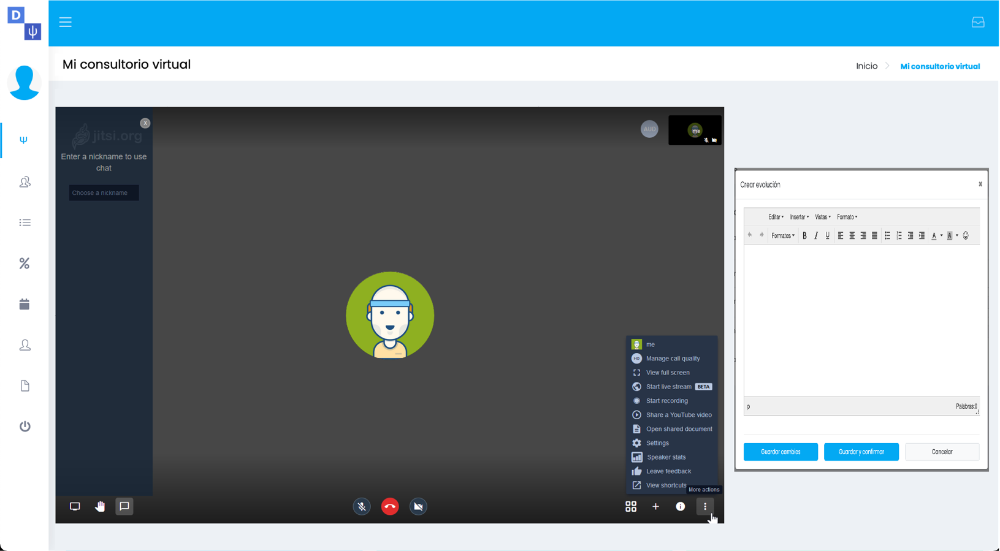 D
Ψ
Mi consultorio virtual
Inicio
Mi consultorio virtual
Ψ
jitsi.org
X
Enter a nickname to use
chat
Choose a nickname
AUD
me
me
HD Manage call quality
View full screen
Start live stream BETA
Start recording
Share a YouTube video
Open shared document
Settings
Speaker stats
Leave feedback
View shortcuts
More actions
Crear evolución
x
Editar Insertar Vistas Formato
Formatos B I U A A
p
Palabras:0
Guardar cambios
Guardar y confirmar
Cancelar